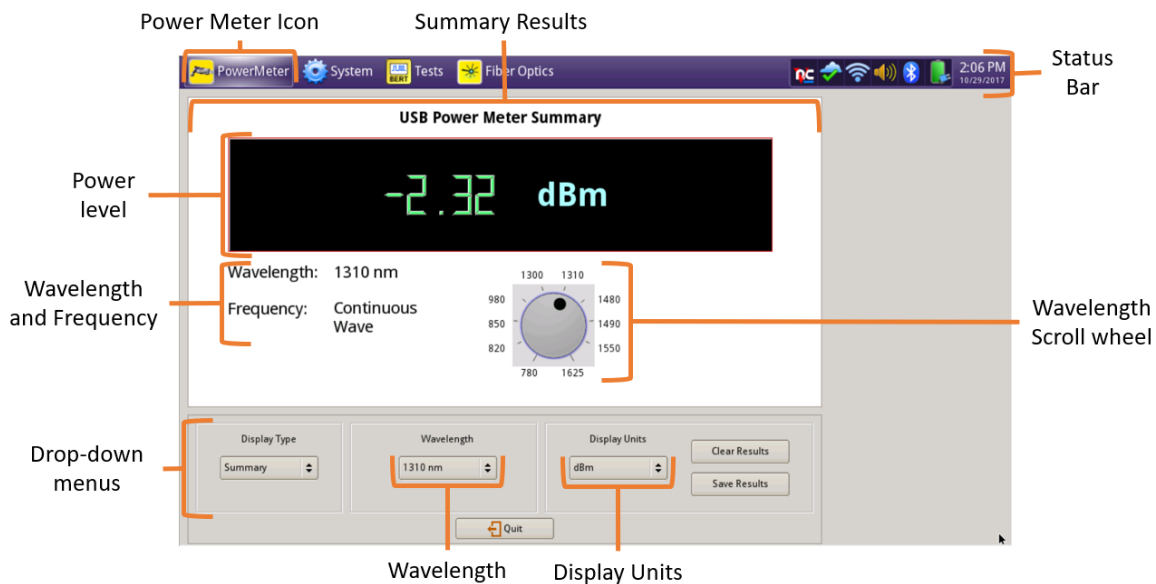 Power Meter Icon
Summary Results
Status
Bar
PowerMeter
System
BERT
Tests
Fiber Optics
2:06 PM
10/29/2017
USB Power Meter Summary
Power
level
-2.32 dBm
Wavelength
and Frequency
Wavelength: 1310 nm
Frequency: Continuous
Wave
1300 1310
980 1480
850 1490
820 1550
780 1625
Wavelength
Scroll wheel
Drop-down
menus
Display Type
Summary
Wavelength
1310 nm
Display Units
dBm
Clear Results
Save Results
Quit
Wavelength
Display Units